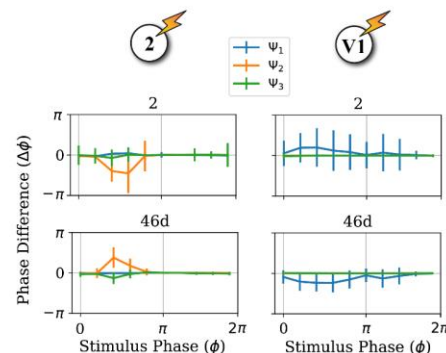 2 V1
Ψ1
Ψ2
Ψ3
2 2
π
0
−π
Phase Difference (Δϕ)
46d 46d
π
0
−π
0 π 2π 0 π 2π
Stimulus Phase (ϕ) Stimulus Phase (ϕ)